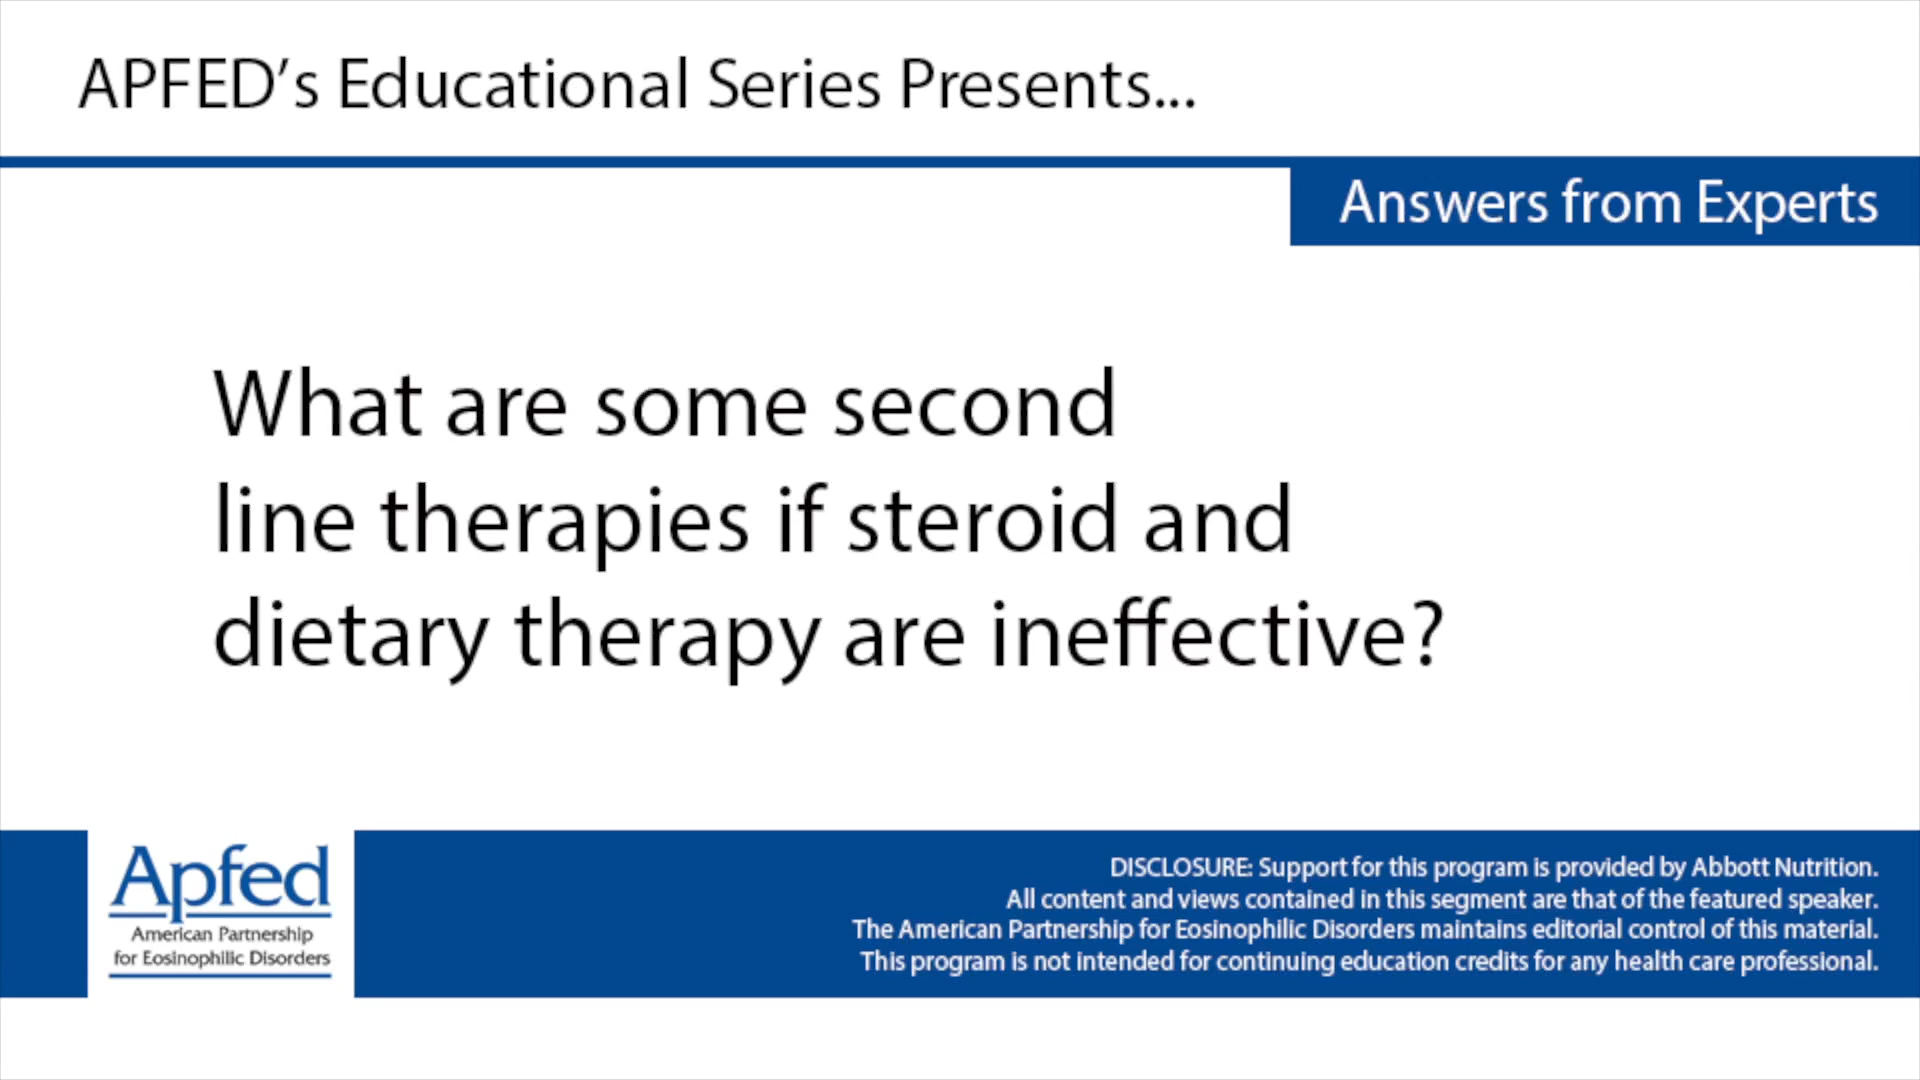 APFED’s Educational Series Presents...
Answers from Experts
What are some second
line therapies if steroid and
dietary therapy are ineffective?
Apfed
American Partnership
for Eosinophilic Disorders
DISCLOSURE: Support for this program is provided by Abbott Nutrition.
All content and views contained in this segment are that of the featured speaker.
The American Partnership for Eosinophilic Disorders maintains editorial control of this material.
This program is not intended for continuing education credits for any health care professional.